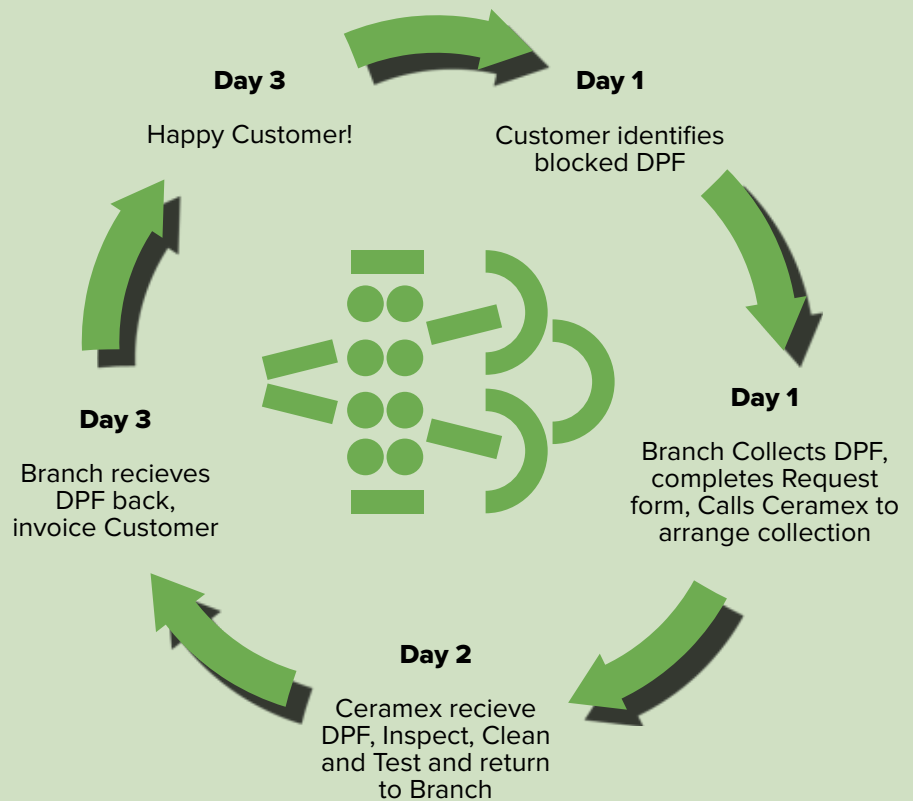 Day 1
Customer identifies
blocked DPF
Day 1
Branch Collects DPF,
completes Request
form, Calls Ceramex to
arrange collection
Day 2
Ceramex recieve
DPF, Inspect, Clean
and Test and return
to Branch
Day 3
Branch recieves
DPF back,
invoice Customer
Day 3
Happy Customer!